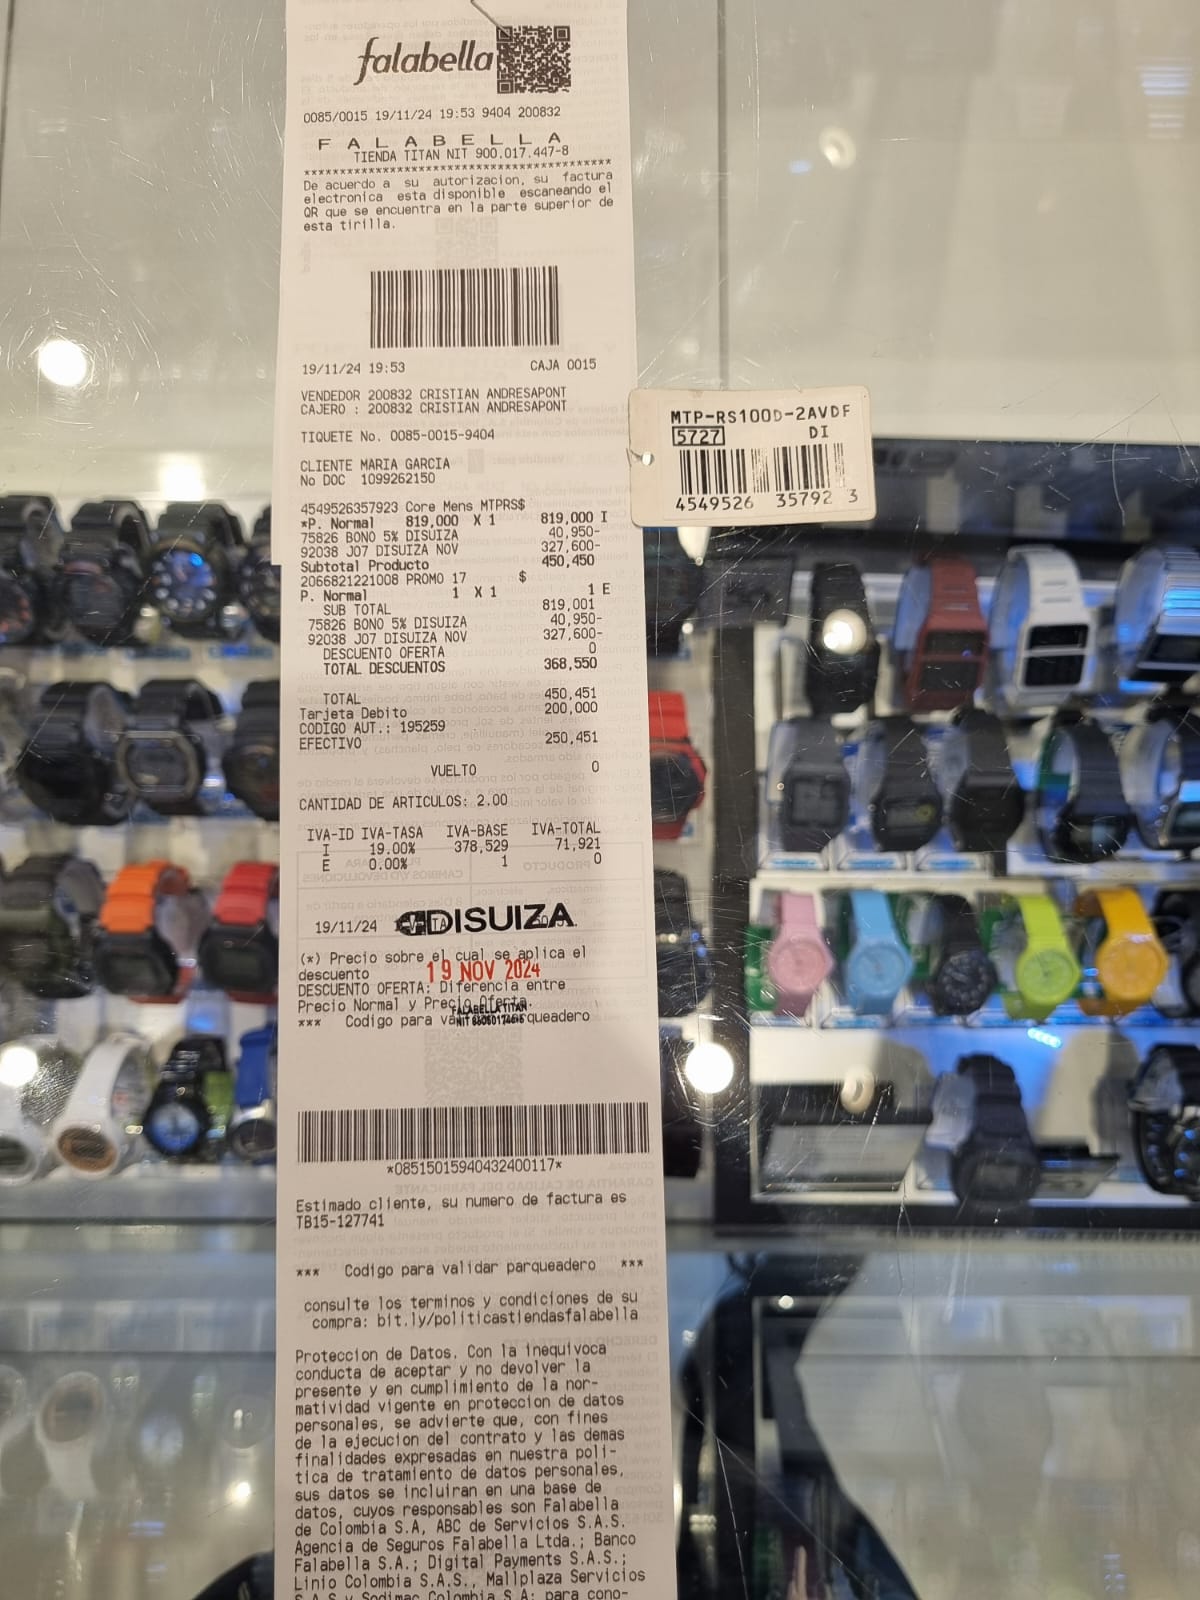 falabella
0085/0015 19/11/24 19:53 9404 200832
F A L A B E L L A
TIENDA TITAN NIT 900.017.447-8
******************************************
De acuerdo a su autorizacion, su factura
electronica esta disponible escaneando el
QR que se encuentra en la parte superior de
esta tirilla.
19/11/24 19:53 CAJA 0015
VENDEDOR 200832 CRISTIAN ANDRESAPONT
CAJERO : 200832 CRISTIAN ANDRESAPONT
TIQUETE No. 0085-0015-9404
CLIENTE MARIA GARCIA
No DOC 1099262150
4549526357923 Core Mens MTPRS$
*P. Normal 819,000 X 1 819,000 I
75826 BONO 5% DISUIZA 40,950-
92038 J07 DISUIZA NOV 327,600-
Subtotal Producto 450,450
2066821221008 PROMO 17 $
P. Normal 1 X 1 1 E
SUB TOTAL 819,001
75826 BONO 5% DISUIZA 40,950-
92038 J07 DISUIZA NOV 327,600-
DESCUENTO OFERTA 0
TOTAL DESCUENTOS 368,550
TOTAL 450,451
Tarjeta Debito 200,000
CODIGO AUT.: 195259
EFECTIVO 250,451
VUELTO 0
CANTIDAD DE ARTICULOS: 2.00
IVA-ID IVA-TASA IVA-BASE IVA-TOTAL
I 19.00% 378,529 71,921
E 0.00% 1 0
19/11/24 DISUIZA
(*) Precio sobre el cual se aplica el
descuento 19 NOV 2024
DESCUENTO OFERTA: Diferencia entre
Precio Normal y Precio Oferta.
FALABELLA TITAN
*** Codigo para parqueadero
*08515015940432400117*
Estimado cliente, su numero de factura es
TB15-127741
*** Codigo para validar parqueadero ***
consulte los terminos y condiciones de su
compra: bit.ly/politicastiendasfalabella
Proteccion de Datos. Con la inequivoca
conducta de aceptar y no devolver la
presente y en cumplimiento de la nor-
matividad vigente en proteccion de datos
personales, se advierte que, con fines
de la ejecucion del contrato y las demas
finalidades expresadas en nuestra poli-
tica de tratamiento de datos personales,
sus datos se incluiran en una base de
datos, cuyos responsables son Falabella
de Colombia S.A, ABC de Servicios S.A.S.
Agencia de Seguros Falabella Ltda.; Banco
Falabella S.A.; Digital Payments S.A.S.;
Linio Colombia S.A.S., Mallplaza Servicios
S.A.S y Sodimac Colombia S.A; para cono-
MTP-RS100D-2AVDF
5727 DI
4549526 35792 3